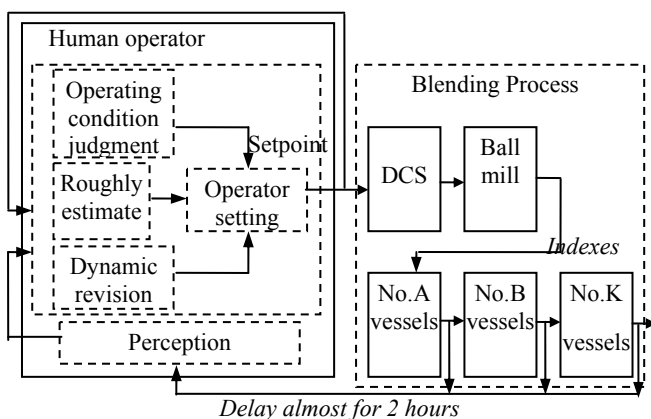 Human operator
Operating
condition
judgment
Roughly
estimate
Dynamic
revision
Setpoint
Operator
setting
Perception
Blending Process
DCS
Ball
mill
Indexes
No.A
vessels
No.B
vessels
No.K
vessels
Delay almost for 2 hours